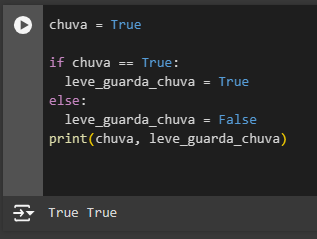 chuva = True
if chuva == True:
  leve_guarda_chuva = True
else:
  leve_guarda_chuva = False
print(chuva, leve_guarda_chuva)
True True